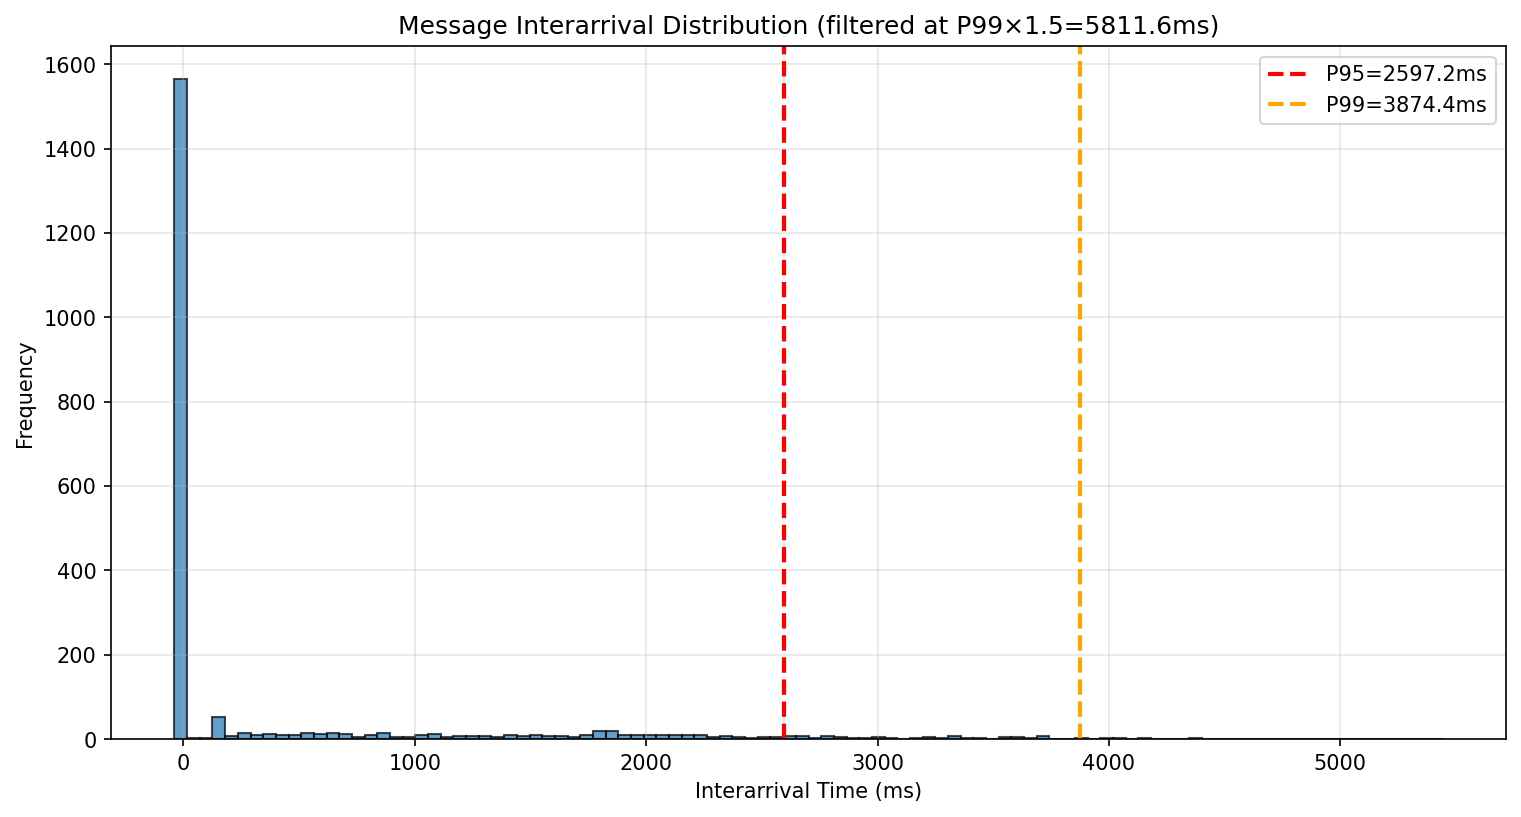 Message Interarrival Distribution (filtered at P99×1.5=5811.6ms)
P95=2597.2ms
P99=3874.4ms
1600
1400
1200
1000
800
600
400
200
0
Frequency
0 1000 2000 3000 4000 5000
Interarrival Time (ms)